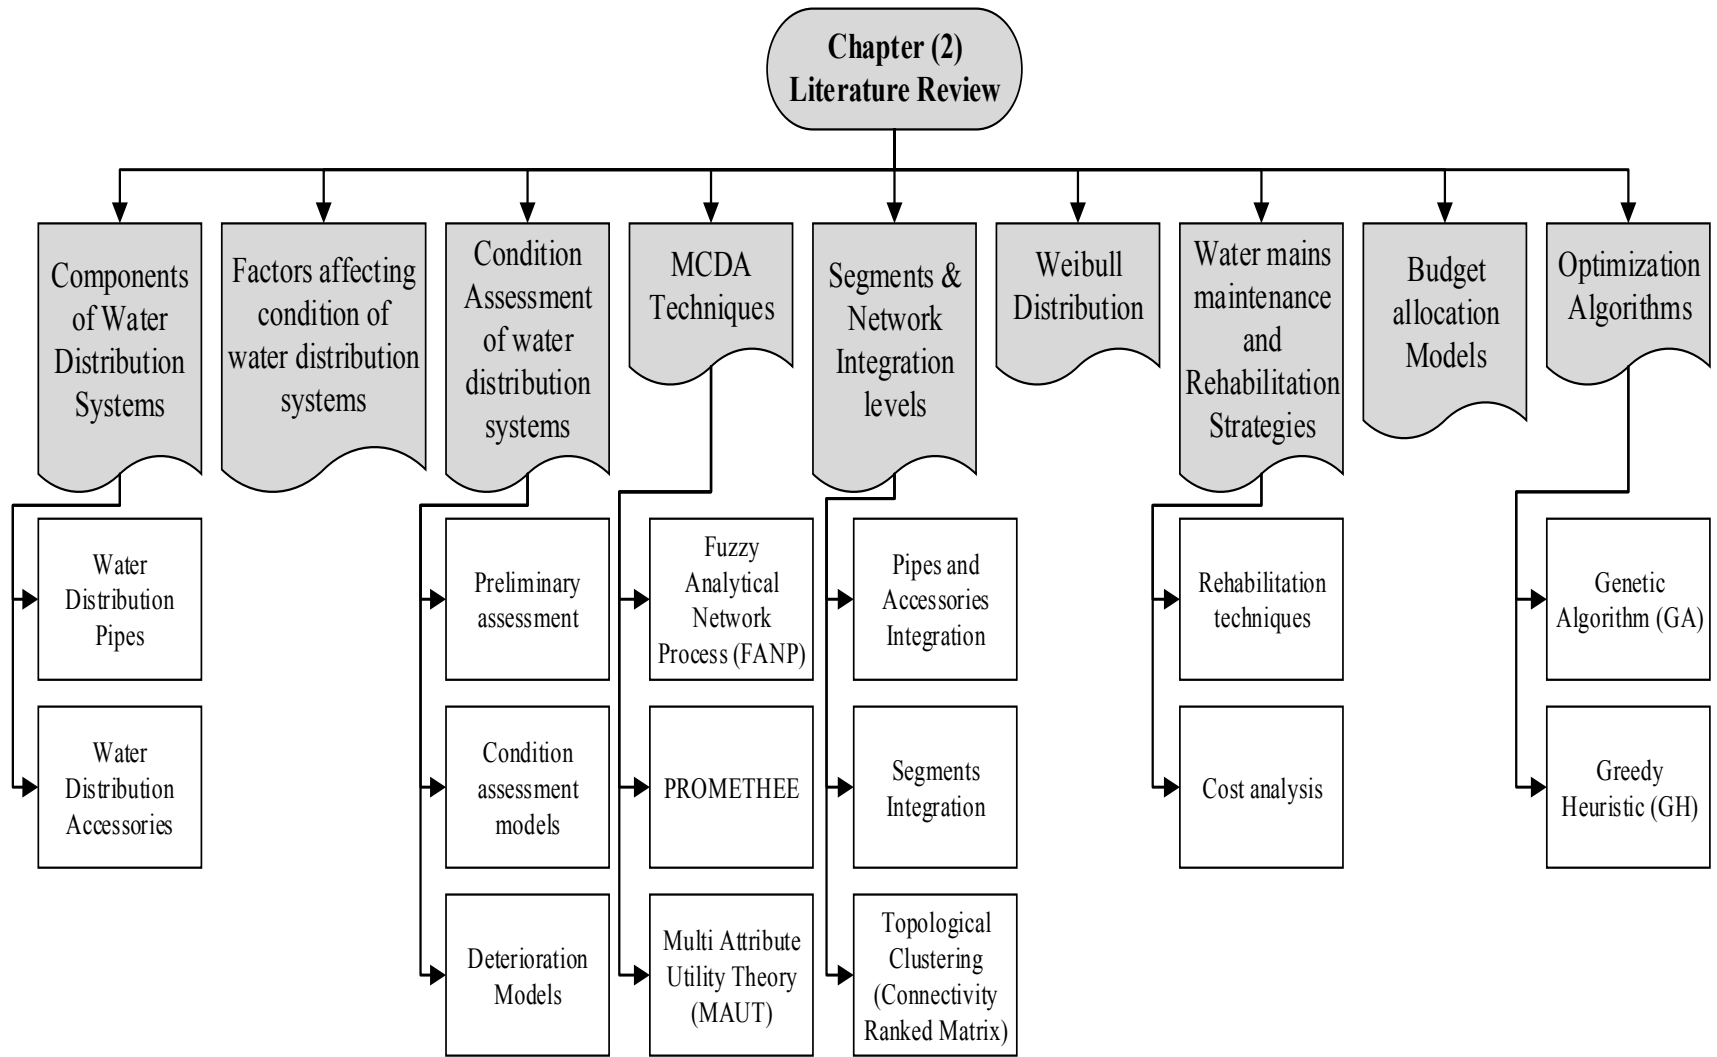 Chapter (2)
Literature Review
Components
of Water
Distribution
Systems
Factors affecting
condition of
water distribution
systems
Condition
Assessment
of water
distribution
systems
MCDA
Techniques
Segments &
Network
Integration
levels
Weibull
Distribution
Water mains
maintenance
and
Rehabilitation
Strategies
Budget
allocation
Models
Optimization
Algorithms
Water
Distribution
Pipes
Water
Distribution
Accessories
Preliminary
assessment
Condition
assessment
models
Deterioration
Models
Fuzzy
Analytical
Network
Process (FANP)
PROMETHEE
Multi Attribute
Utility Theory
(MAUT)
Pipes and
Accessories
Integration
Segments
Integration
Topological
Clustering
(Connectivity
Ranked Matrix)
Rehabilitation
techniques
Cost analysis
Genetic
Algorithm (GA)
Greedy
Heuristic (GH)